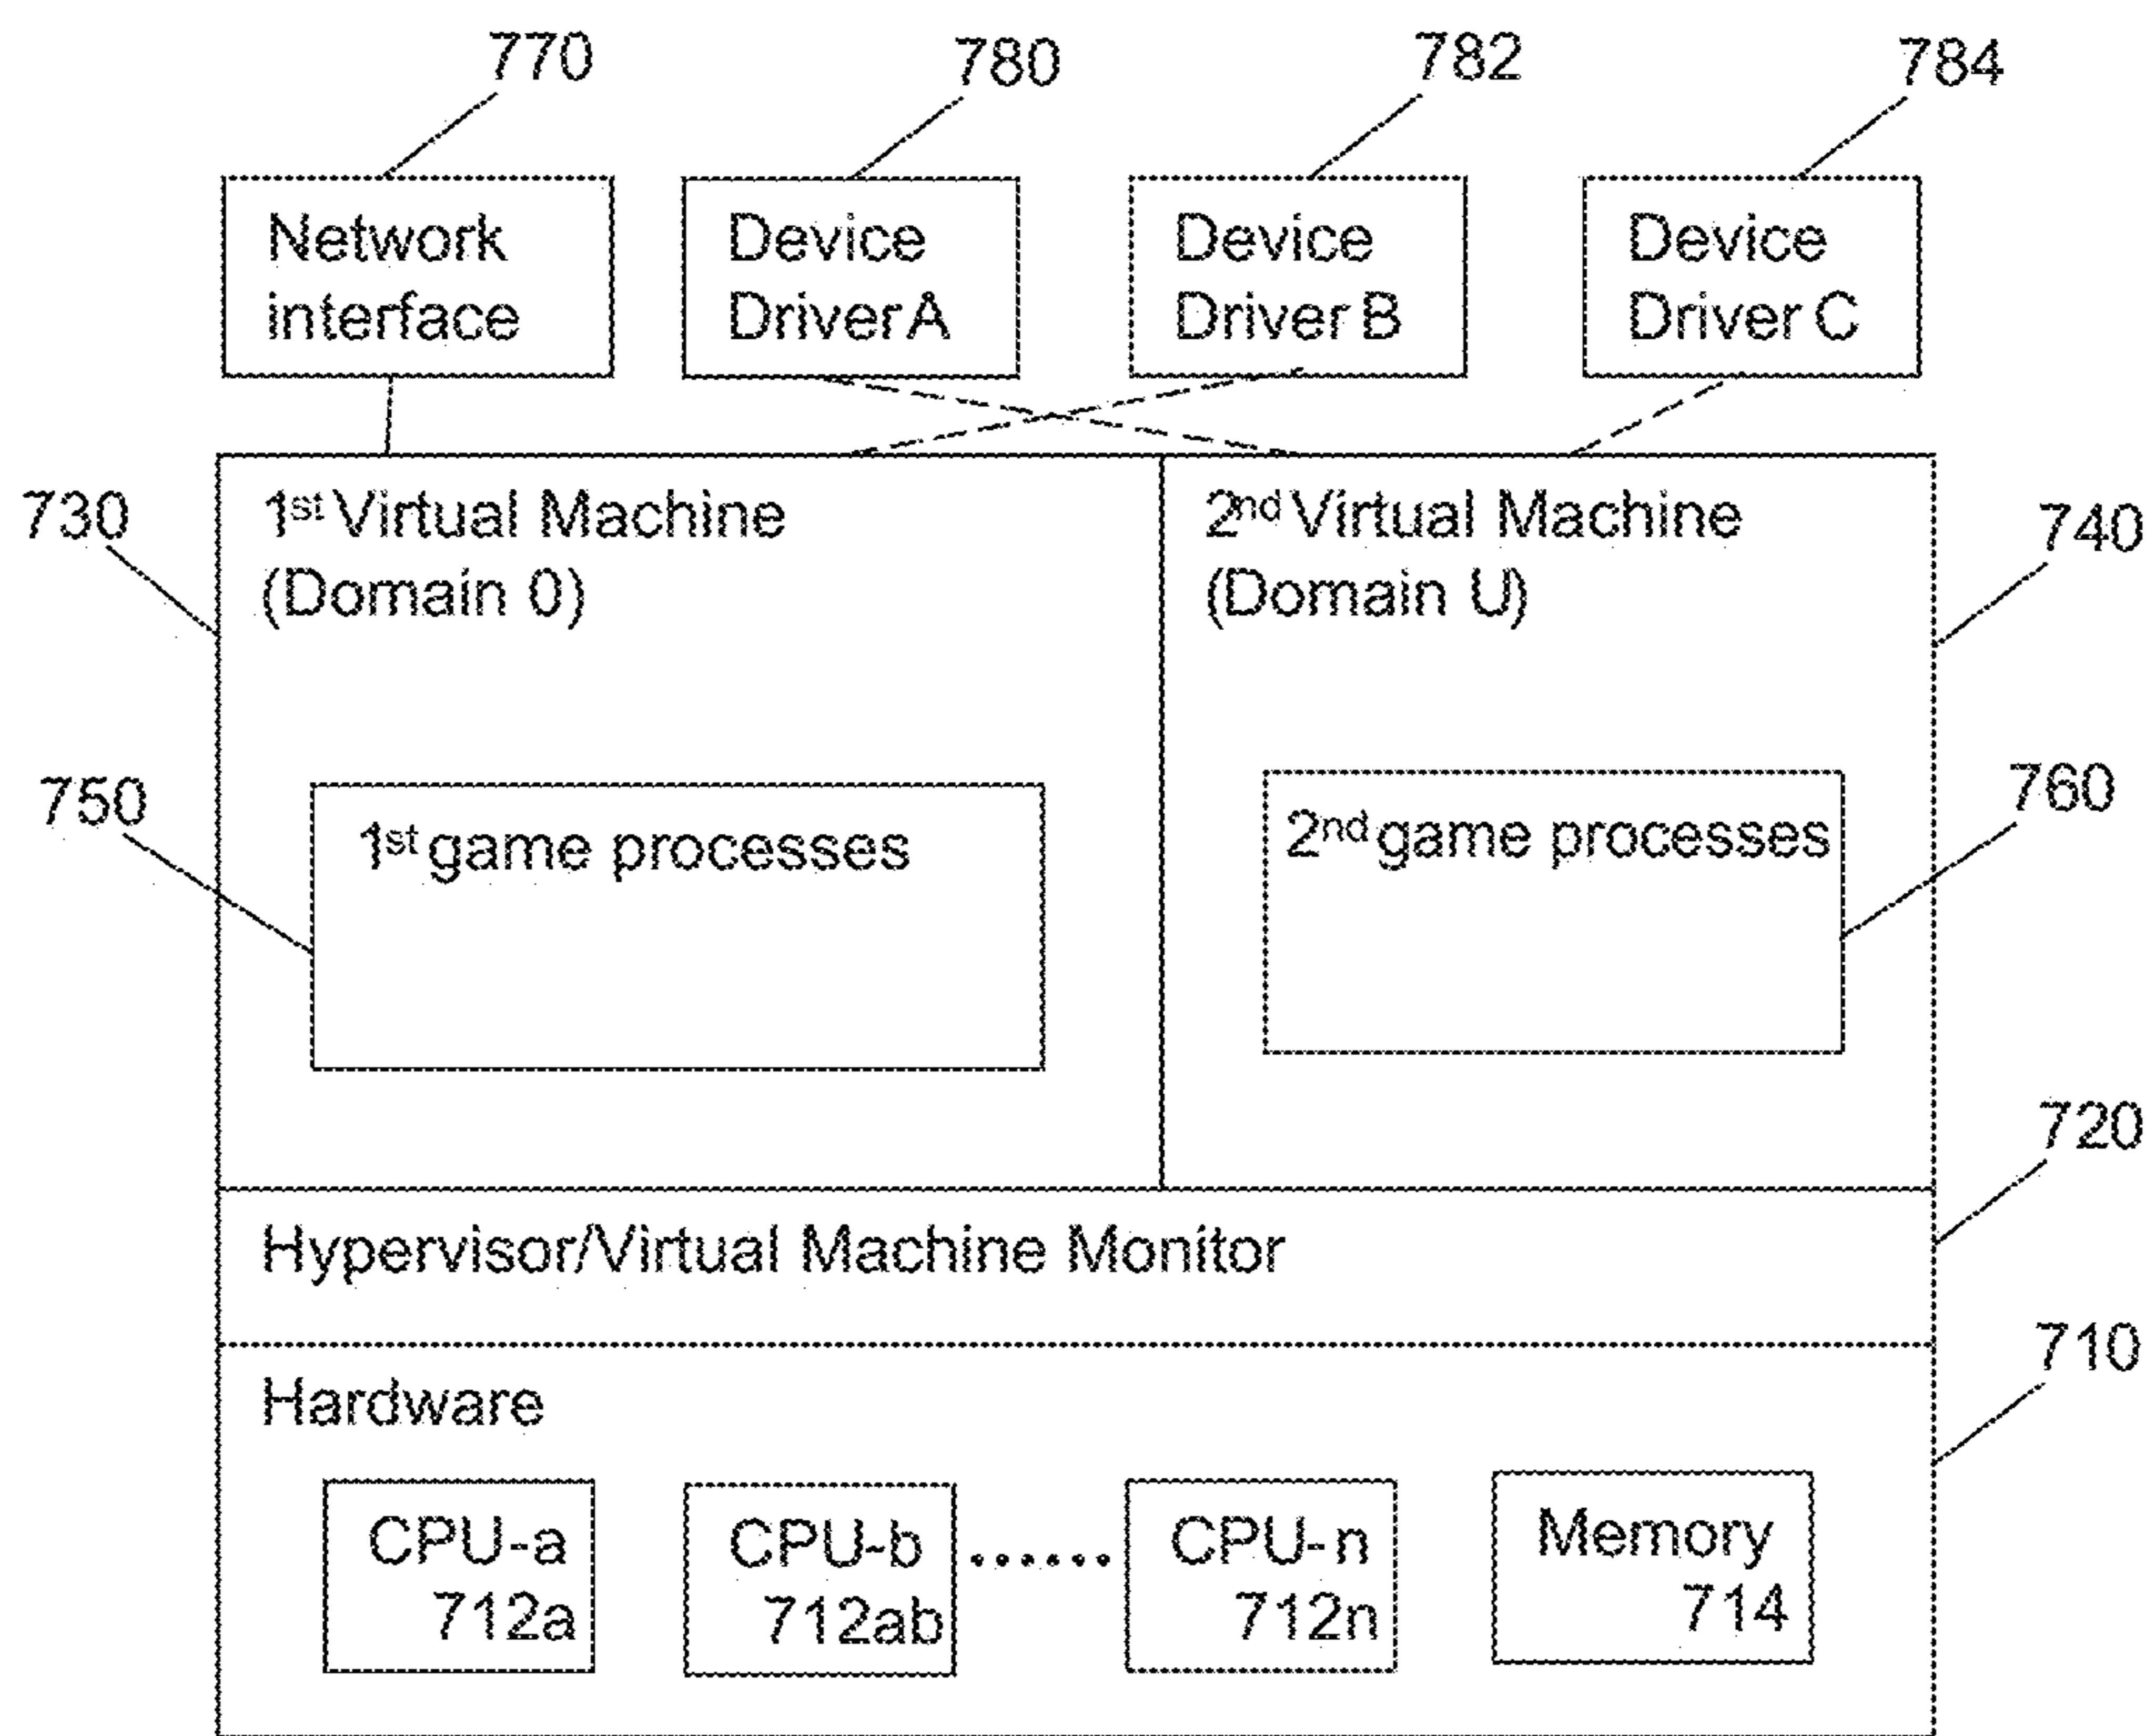 770
780
782
784
Network
interface
Device
Driver A
Device
Driver B
Device
Driver C
730
1st Virtual Machine
(Domain 0)
2nd Virtual Machine
(Domain U)
740
750
1st game processes
2nd game processes
760
720
Hypervisor/Virtual Machine Monitor
710
Hardware
CPU-a
712a
CPU-b
712ab
......
CPU-n
712n
Memory
714